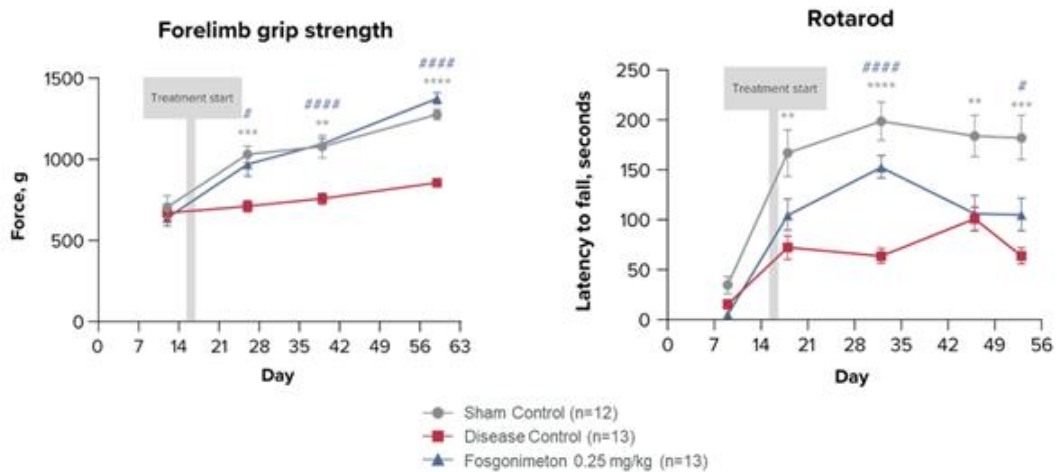 Forelimb grip strength
Force, g
1500
1000
500
0
Treatment start
#
***
####
**
####
****
0 7 14 28 35 42 49 56 63
Day
Rotarod
Latency to fall, seconds
250
200
150
100
50
0
Treatment start
**
####
****
**
#
***
0 7 14 21 28 35 42 49 56
Day
Sham Control (n=12)
Disease Control (n=13)
Fosgonimeton 0.25 mg/kg (n=13)